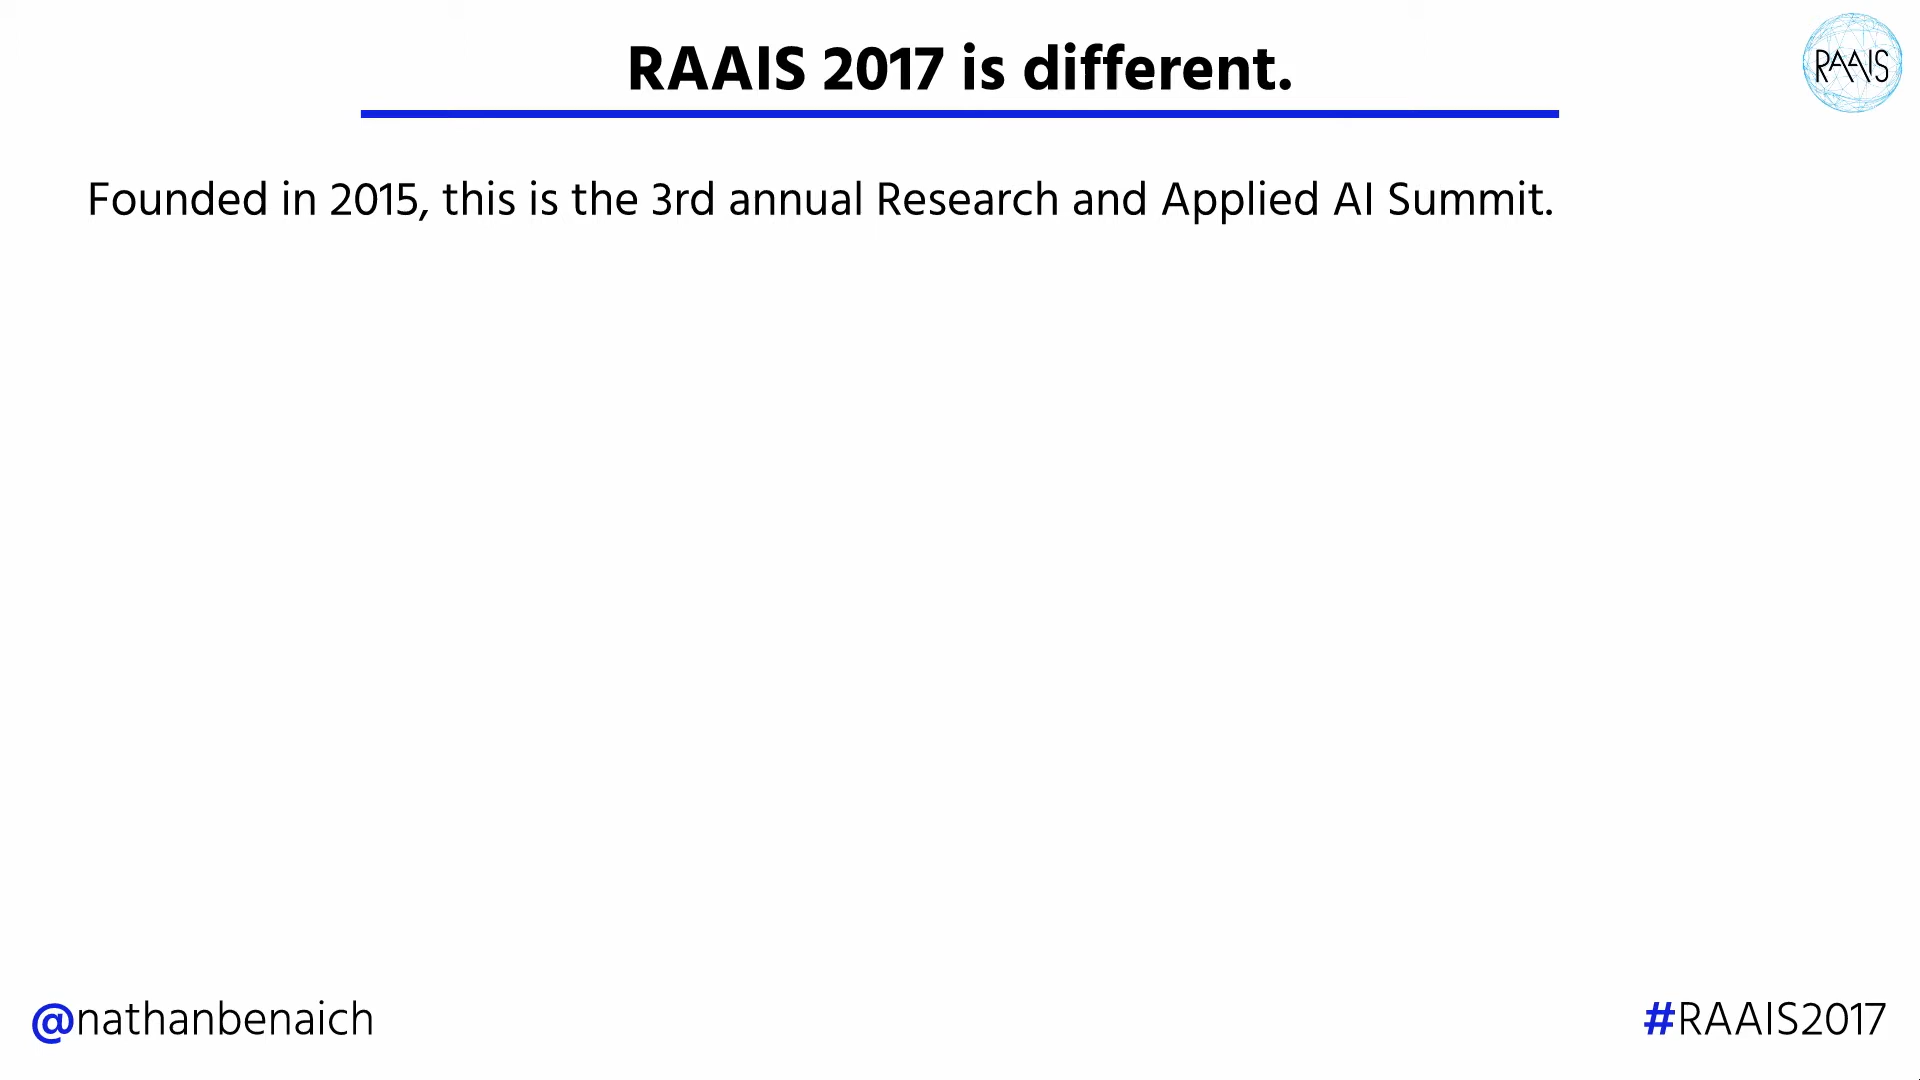 RAAIS 2017 is different.
RAAIS
Founded in 2015, this is the 3rd annual Research and Applied AI Summit.
@nathanbenaich
#RAAIS2017